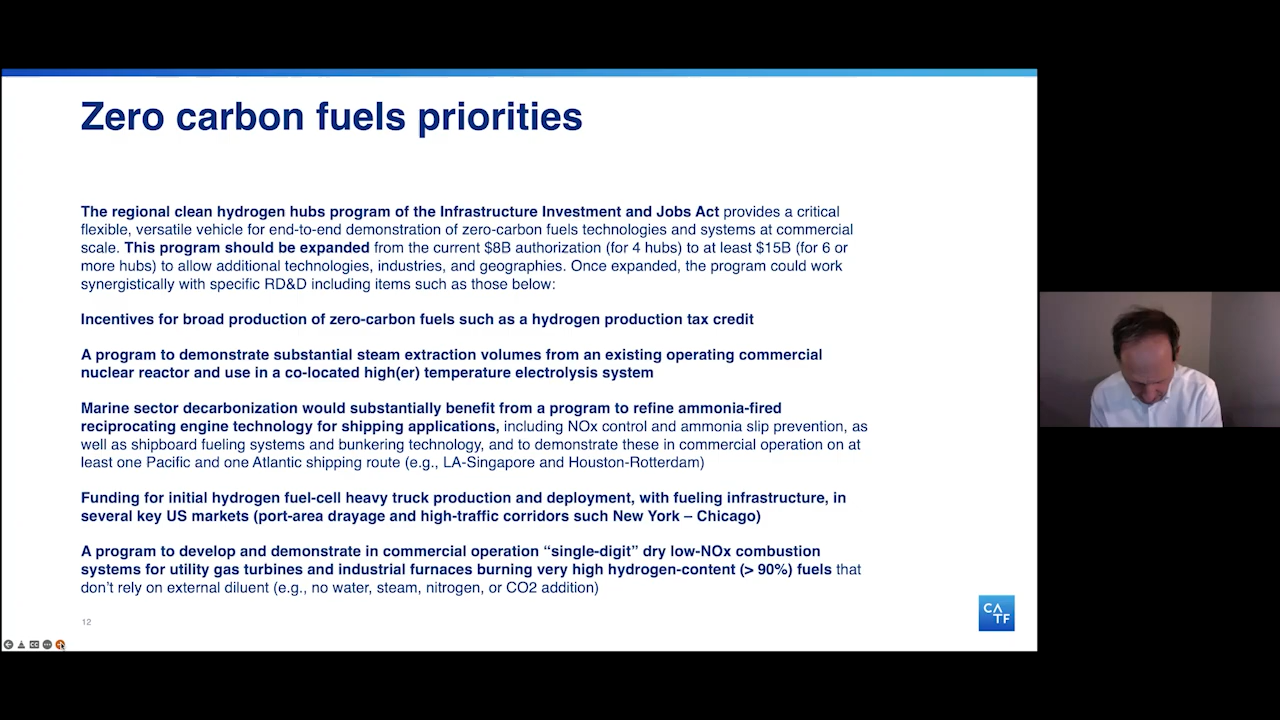 Zero carbon fuels priorities
The regional clean hydrogen hubs program of the Infrastructure Investment and Jobs Act provides a critical
flexible, versatile vehicle for end-to-end demonstration of zero-carbon fuels technologies and systems at commercial
scale. This program should be expanded from the current $8B authorization (for 4 hubs) to at least $15B (for 6 or
more hubs) to allow additional technologies, industries, and geographies. Once expanded, the program could work
synergistically with specific RD&D including items such as those below:
Incentives for broad production of zero-carbon fuels such as a hydrogen production tax credit
A program to demonstrate substantial steam extraction volumes from an existing operating commercial
nuclear reactor and use in a co-located high(er) temperature electrolysis system
Marine sector decarbonization would substantially benefit from a program to refine ammonia-fired
reciprocating engine technology for shipping applications, including NOx control and ammonia slip prevention, as
well as shipboard fueling systems and bunkering technology, and to demonstrate these in commercial operation on at
least one Pacific and one Atlantic shipping route (e.g., LA-Singapore and Houston-Rotterdam)
Funding for initial hydrogen fuel-cell heavy truck production and deployment, with fueling infrastructure, in
several key US markets (port-area drayage and high-traffic corridors such New York – Chicago)
A program to develop and demonstrate in commercial operation “single-digit” dry low-NOx combustion
systems for utility gas turbines and industrial furnaces burning very high hydrogen-content (> 90%) fuels that
don’t rely on external diluent (e.g., no water, steam, nitrogen, or CO2 addition)
12
CATF
CC